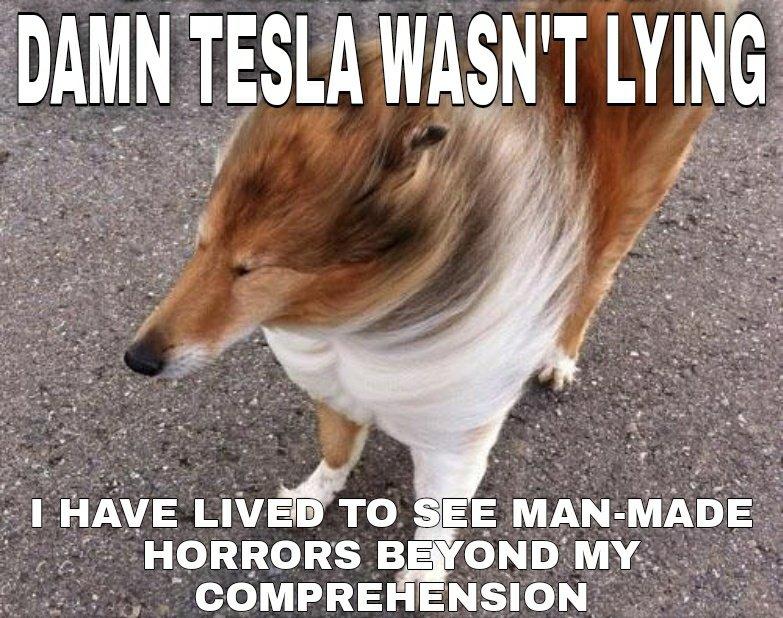 DAMN TESLA WASN'T LYING
I HAVE LIVED TO SEE MAN-MADE
HORRORS BEYOND MY
COMPREHENSION